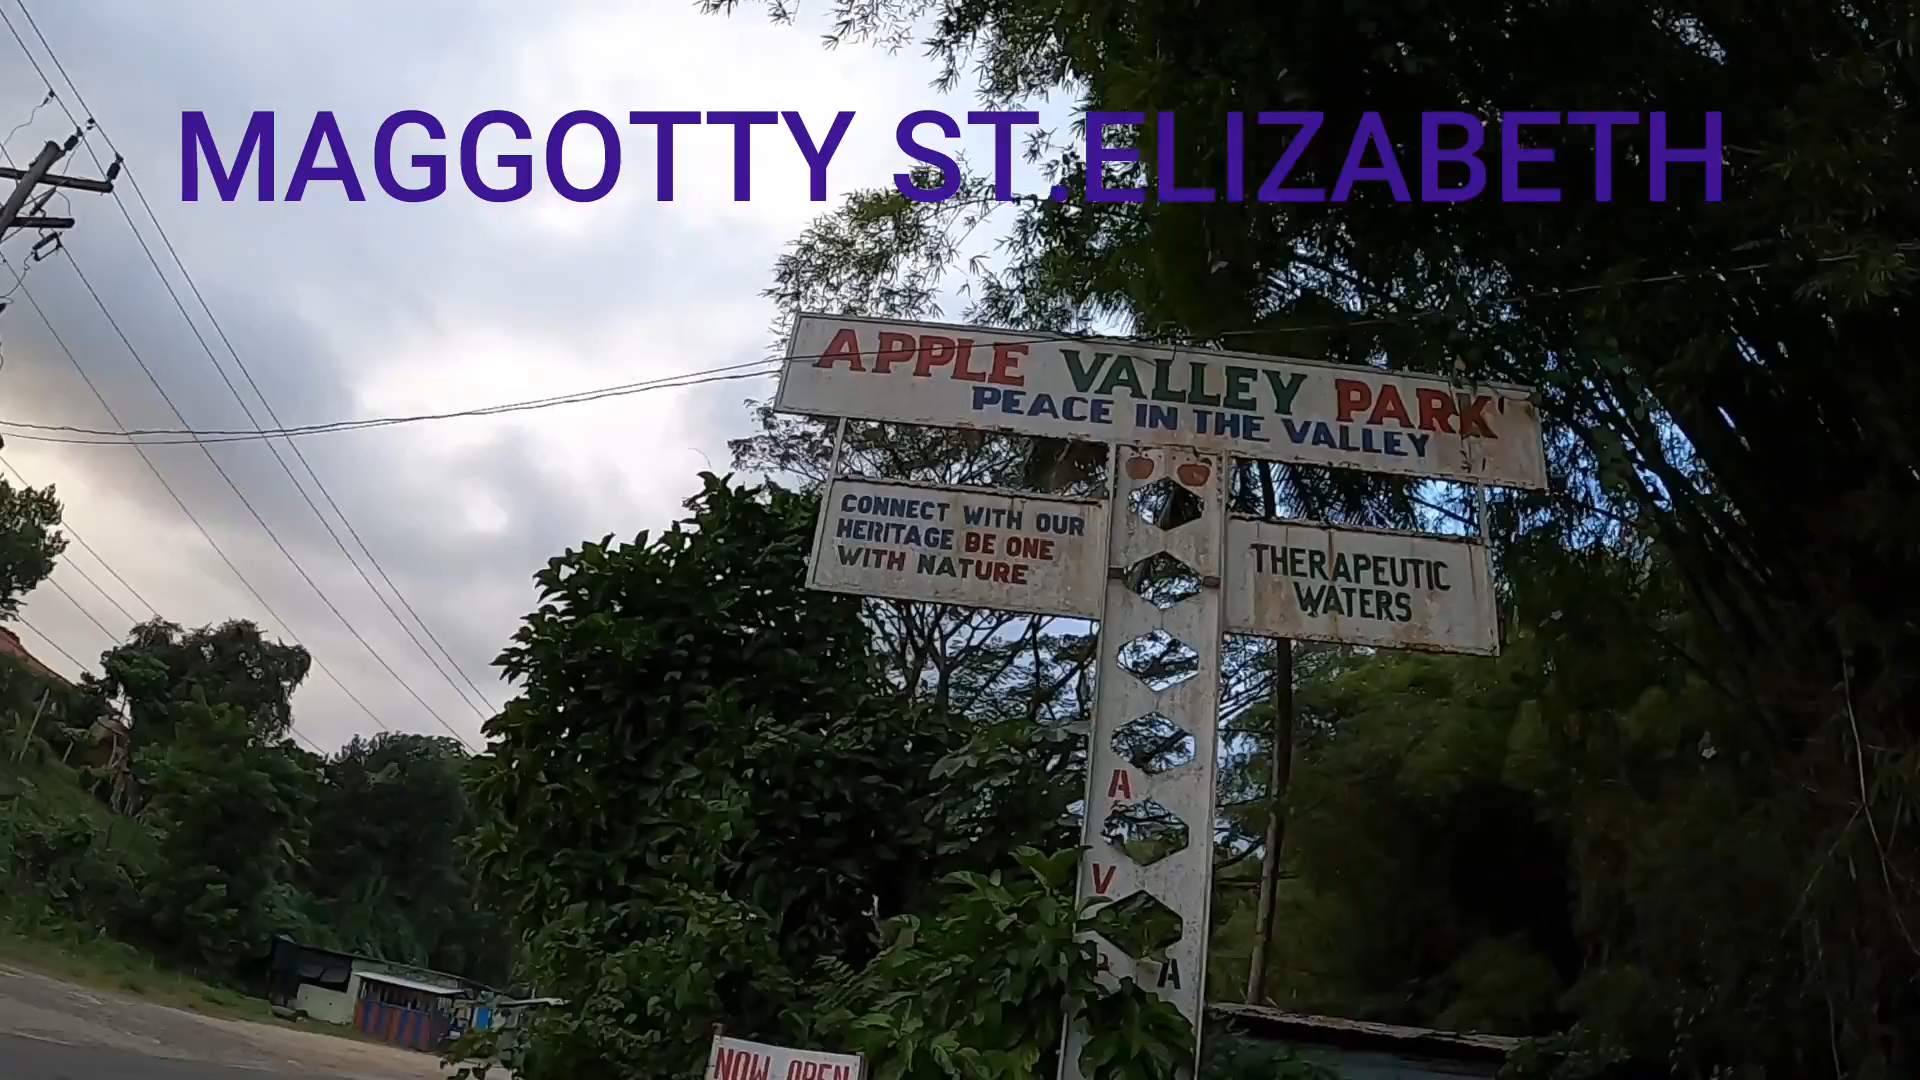 MAGGOTTY ST.ELIZABETH
APPLE VALLEY PARK
PEACE IN THE VALLEY
CONNECT WITH OUR
HERITAGE BE ONE
WITH NATURE
THERAPEUTIC
WATERS
A
V
P A
NOW OPEN